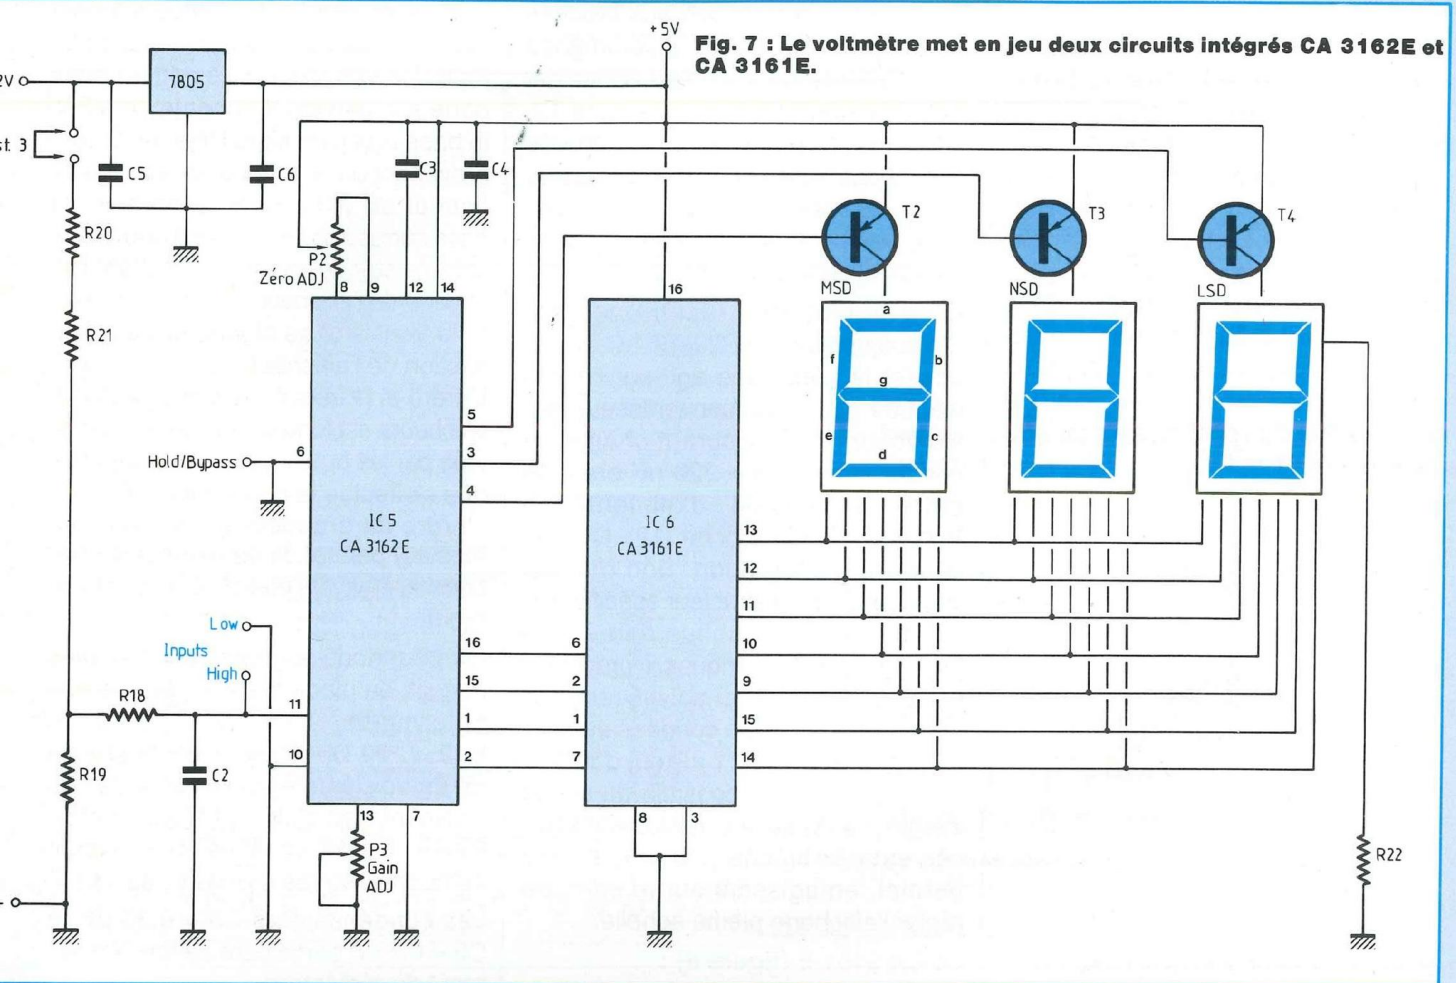 +5V
Fig. 7 : Le voltmètre met en jeu deux circuits intégrés CA 3162E et
CA 3161E.
2V
7805
st. 3
C5
C6
C3
C4
R20
P2
Zéro ADJ
8
9
12
14
16
T2
T3
T4
MSD
NSD
LSD
R21
a
f
b
g
e
c
d
5
3
4
Hold/Bypass
6
IC 5
CA 3162E
IC 6
CA 3161E
13
12
11
10
9
15
14
Low
Inputs
High
16
15
1
2
6
2
1
7
R18
11
10
R19
C2
13
7
8
3
P3
Gain
ADJ
R22